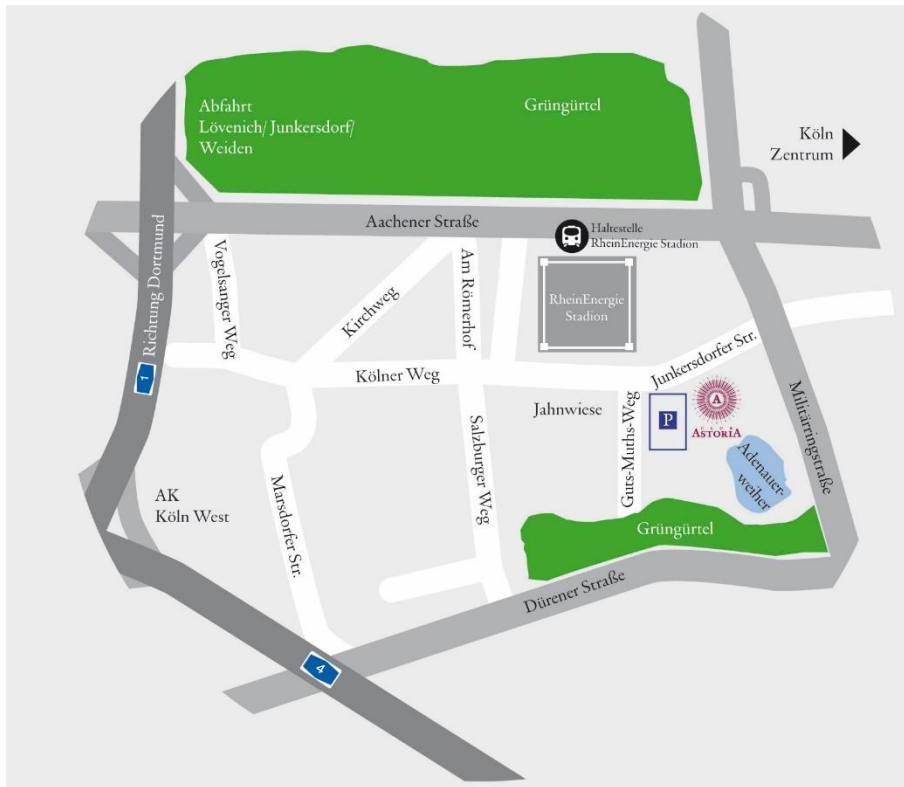 Abfahrt
Lövenich/ Junkersdorf/
Weiden
Grüngürtel
Köln
Zentrum
Aachener Straße
Haltestelle
RheinEnergie Stadion
Richtung Dortmund
1
Vogelsanger Weg
Kirchweg
Am Römerhof
RheinEnergie
Stadion
Kölner Weg
Junkersdorfer Str.
Jahnwiese
Guts-Muths-Weg
P
A
CLUB
ASTORIA
Militärringstraße
Adenauer-
weiher
Salzburger Weg
Marsdorfer Str.
AK
Köln West
Grüngürtel
Dürener Straße
4